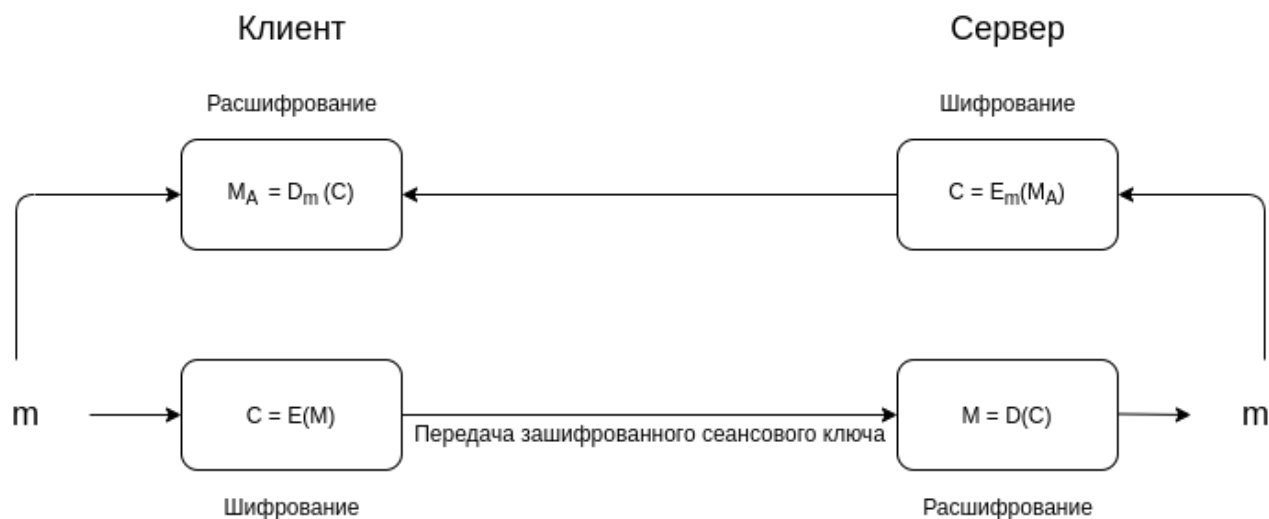 Клиент
Сервер
Расшифрование
Шифрование
M_A = D_m (C)
C = E_m(M_A)
m
C = E(M)
Передача зашифрованного сеансового ключа
M = D(C)
m
Шифрование
Расшифрование